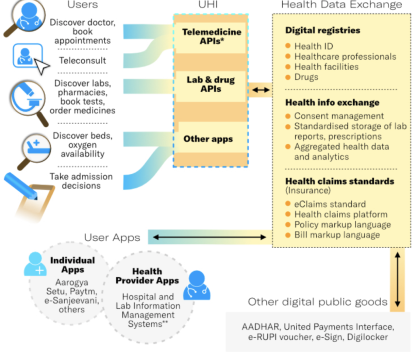 Users
Discover doctor,
book
appointments
Teleconsult
Discover labs,
pharmacies,
book tests,
order medicines
Discover beds,
oxygen
availability
Take admission
decisions
UHI
Telemedicine
APIs*
Lab & drug
APIs
Other apps
Health Data Exchange
Digital registries
Health ID
Healthcare professionals
Health facilities
Drugs
Health info exchange
Consent management
Standardised storage of lab
reports, prescriptions
Aggregated health data
and analytics
Health claims standards
(Insurance)
eClaims standard
Health claims platform
Policy markup language
Bill markup language
User Apps
Individual
Apps
Aarogya
Setu, Paytm,
e-Sanjeevani,
others
Health
Provider Apps
Hospital and
Lab Information
Management
Systems**
Other digital public goods
AADHAR, United Payments Interface,
e-RUPI voucher, e-Sign, Digilocker